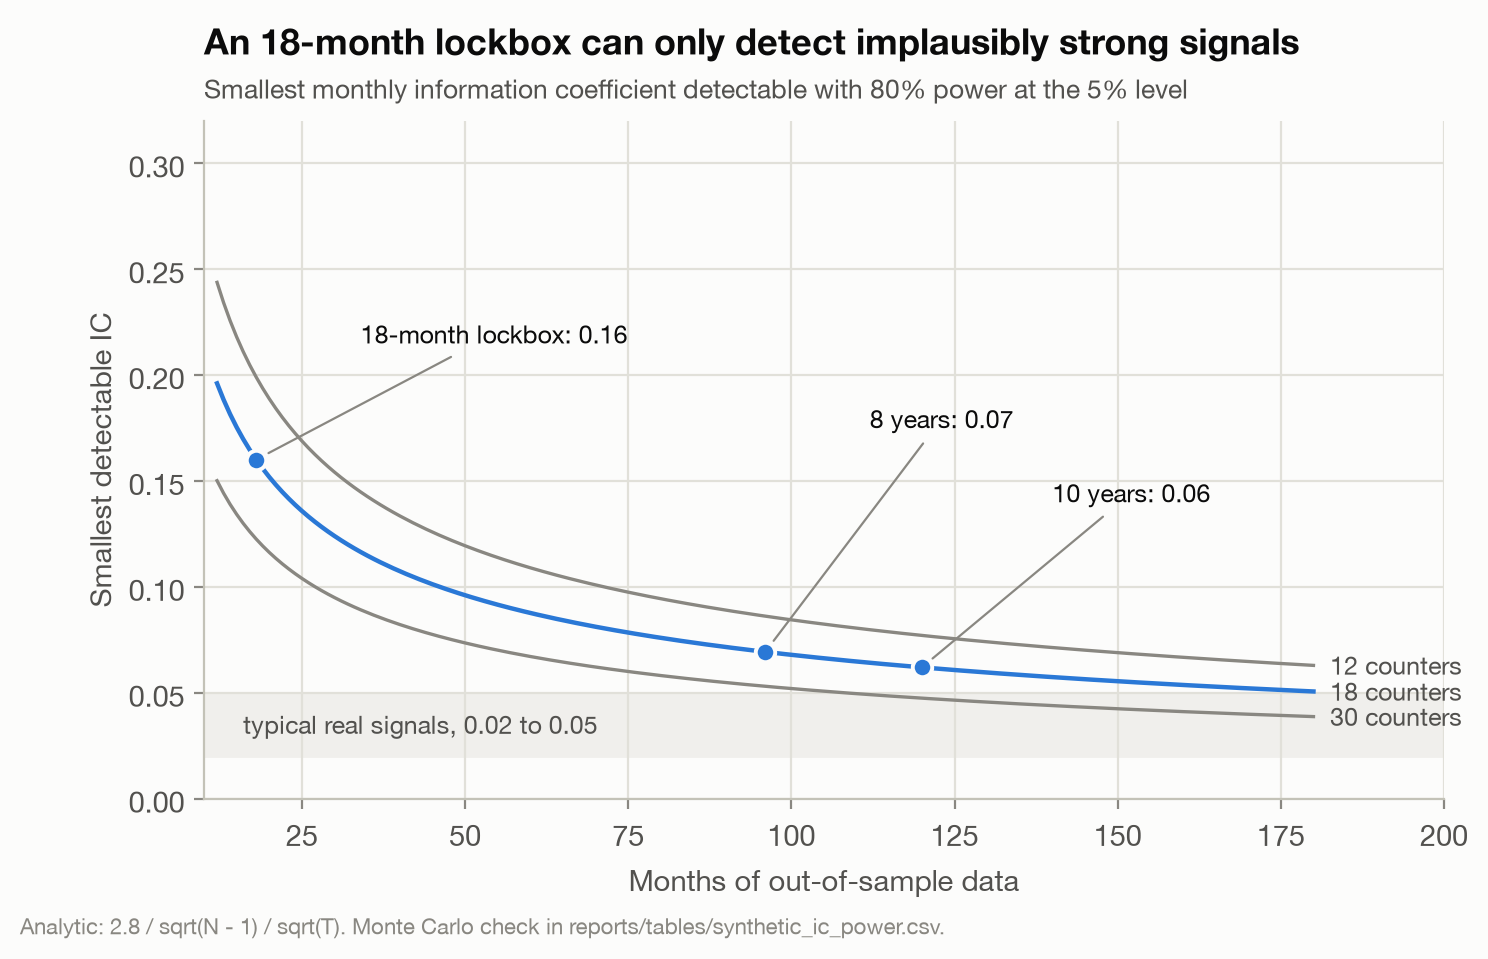 An 18-month lockbox can only detect implausibly strong signals
Smallest monthly information coefficient detectable with 80% power at the 5% level
Smallest detectable IC
0.30
0.25
0.20
0.15
0.10
0.05
0.00
18-month lockbox: 0.16
8 years: 0.07
10 years: 0.06
12 counters
18 counters
30 counters
typical real signals, 0.02 to 0.05
25 50 75 100 125 150 175 200
Months of out-of-sample data
Analytic: 2.8 / sqrt(N - 1) / sqrt(T). Monte Carlo check in reports/tables/synthetic_ic_power.csv.